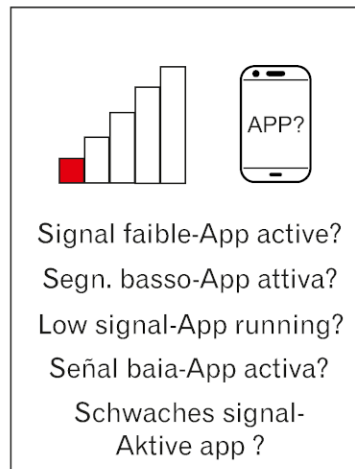 APP?
Signal faible-App active?
Segn. basso-App attiva?
Low signal-App running?
Señal baia-App activa?
Schwaches signal-
Aktive app ?